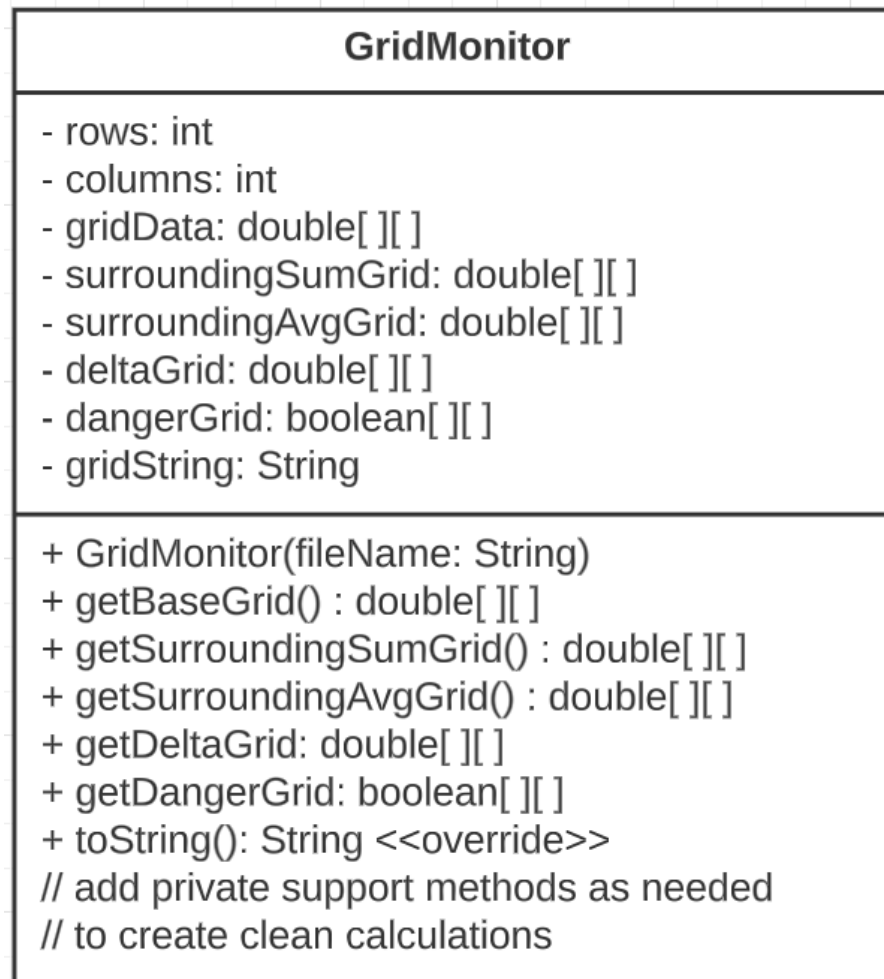 GridMonitor
- rows: int
- columns: int
- gridData: double[ ][ ]
- surroundingSumGrid: double[ ][ ]
- surroundingAvgGrid: double[ ][ ]
- deltaGrid: double[ ][ ]
- dangerGrid: boolean[ ][ ]
- gridString: String
+ GridMonitor(fileName: String)
+ getBaseGrid() : double[ ][ ]
+ getSurroundingSumGrid() : double[ ][ ]
+ getSurroundingAvgGrid() : double[ ][ ]
+ getDeltaGrid: double[ ][ ]
+ getDangerGrid: boolean[ ][ ]
+ toString(): String <<override>>
// add private support methods as needed
// to create clean calculations